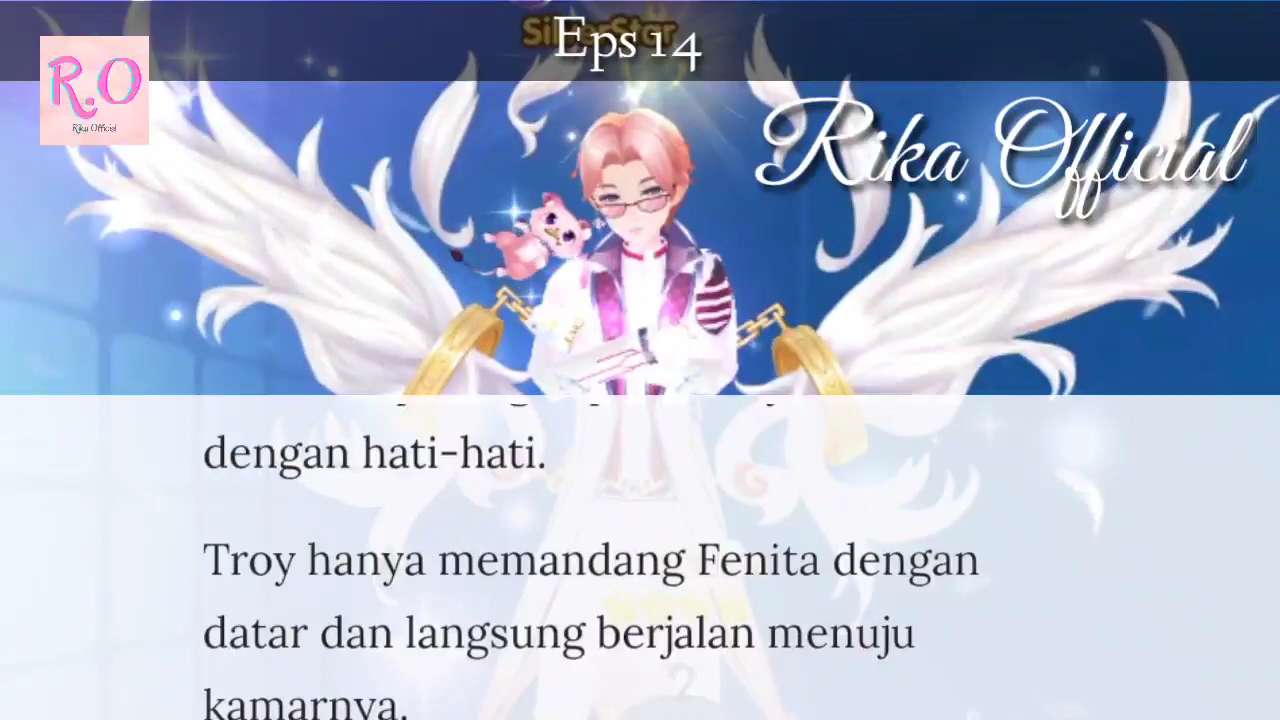 SilverStar
Eps 14
R.O
Rika Official
Rika Official
dengan hati-hati.
Troy hanya memandang Fenita dengan
datar dan langsung berjalan menuju
kamarnya.